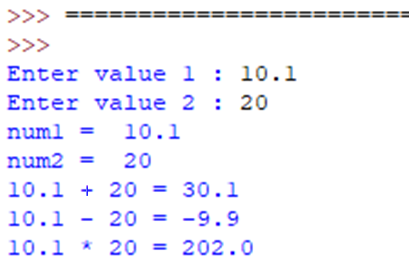 >>> ========================
>>>
Enter value 1 : 10.1
Enter value 2 : 20
num1 =  10.1
num2 =  20
10.1 + 20 = 30.1
10.1 - 20 = -9.9
10.1 * 20 = 202.0